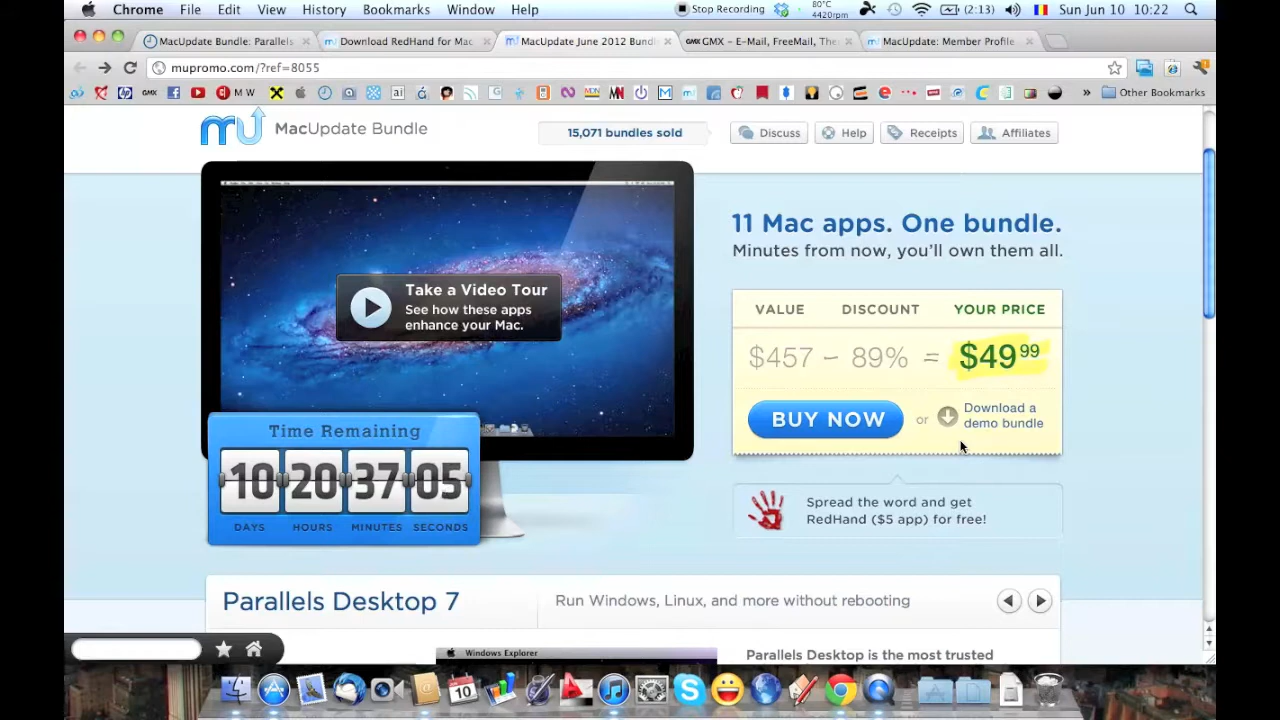 Chrome File Edit View History Bookmarks Window Help Stop Recording 80°C 4420rpm (2:13) Sun Jun 10 10:22
MacUpdate Bundle: Parallels Download RedHand for Mac MacUpdate June 2012 Bundl GMX – E-Mail, FreeMail, The MacUpdate: Member Profile
mupromo.com/?ref=8055
GMX M W ai MDN Other Bookmarks
MacUpdate Bundle 15,071 bundles sold Discuss Help Receipts Affiliates
11 Mac apps. One bundle.
Minutes from now, you'll own them all.
Take a Video Tour
See how these apps
enhance your Mac.
VALUE DISCOUNT YOUR PRICE
$457 – 89% = $49 99
BUY NOW or Download a
demo bundle
Time Remaining
10 20 37 05
DAYS HOURS MINUTES SECONDS
Spread the word and get
RedHand ($5 app) for free!
Parallels Desktop 7 Run Windows, Linux, and more without rebooting
Windows Explorer
Parallels Desktop is the most trusted
10